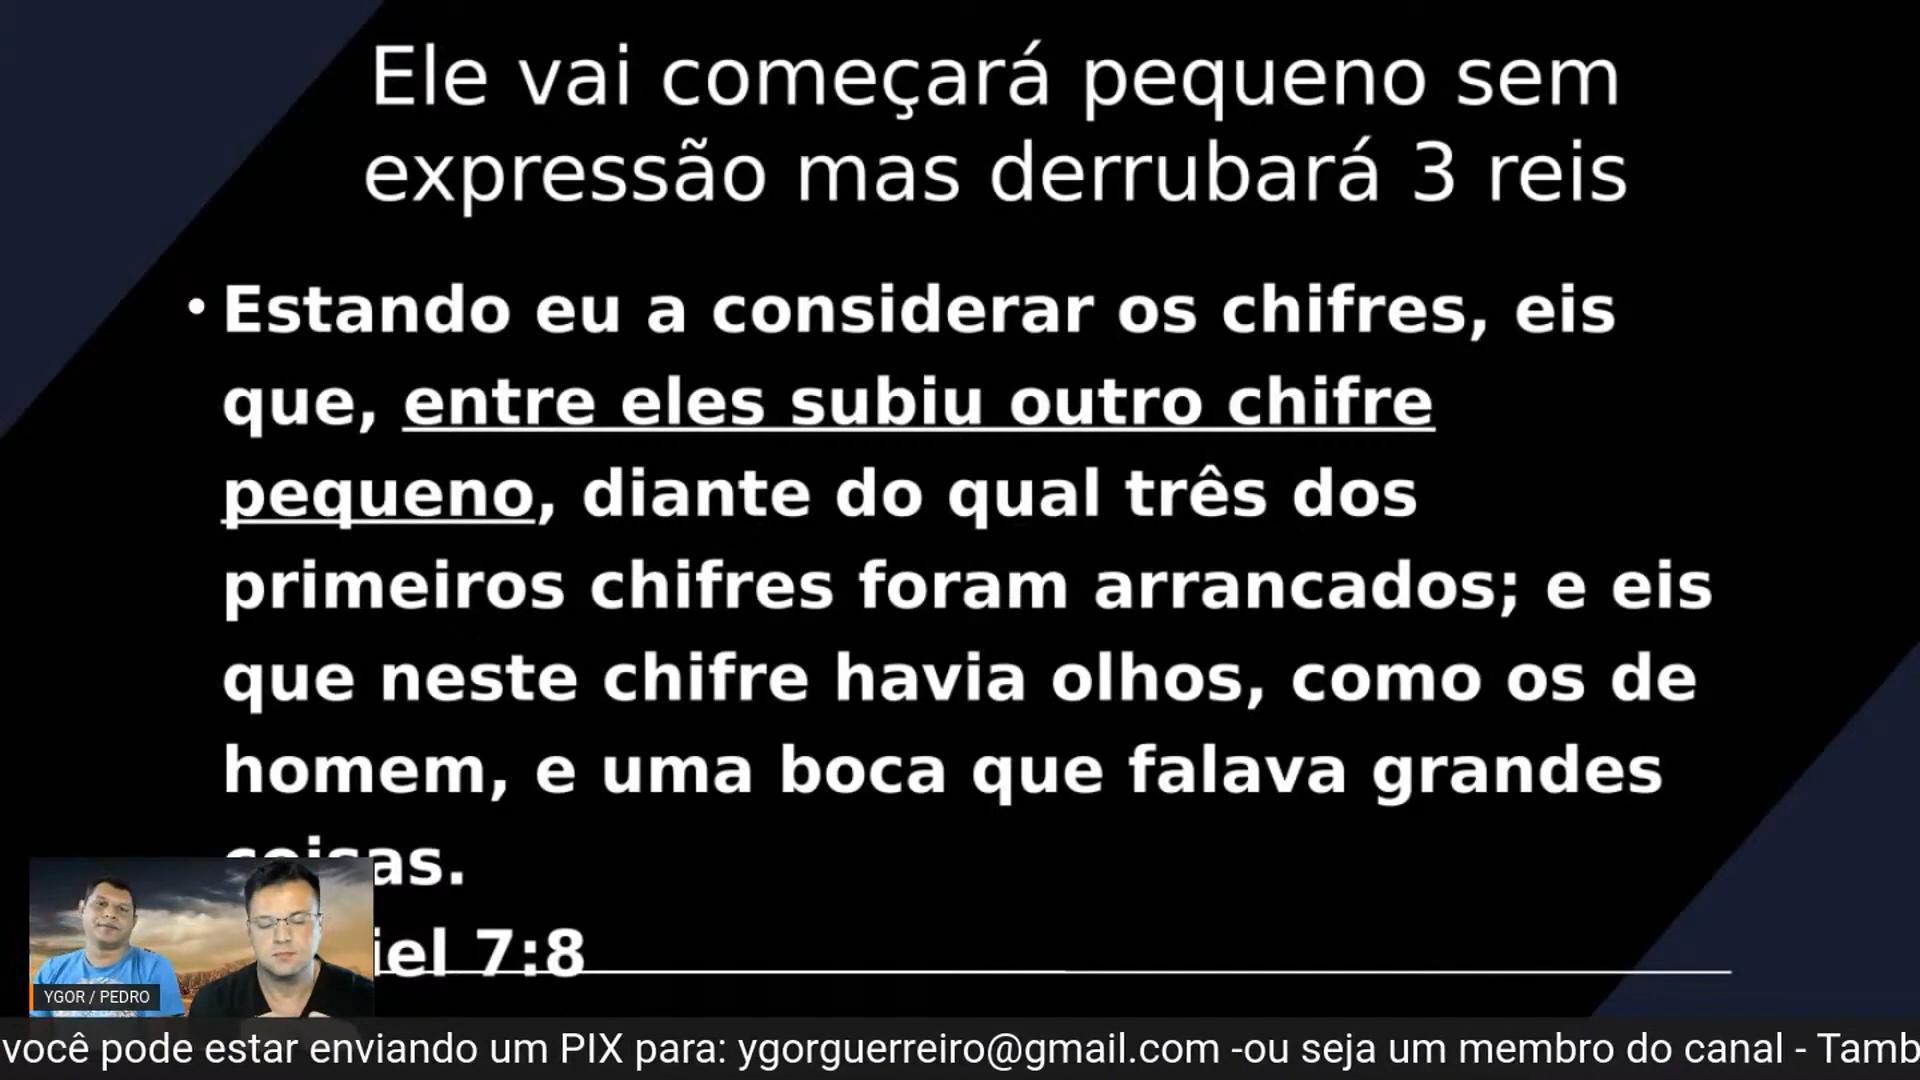 Ele vai começará pequeno sem
expressão mas derrubará 3 reis
• Estando eu a considerar os chifres, eis
que, entre eles subiu outro chifre
pequeno, diante do qual três dos
primeiros chifres foram arrancados; e eis
que neste chifre havia olhos, como os de
homem, e uma boca que falava grandes
coisas.
iel 7:8
YGOR / PEDRO
você pode estar enviando um PIX para: ygorguerreiro@gmail.com -ou seja um membro do canal - Tamb